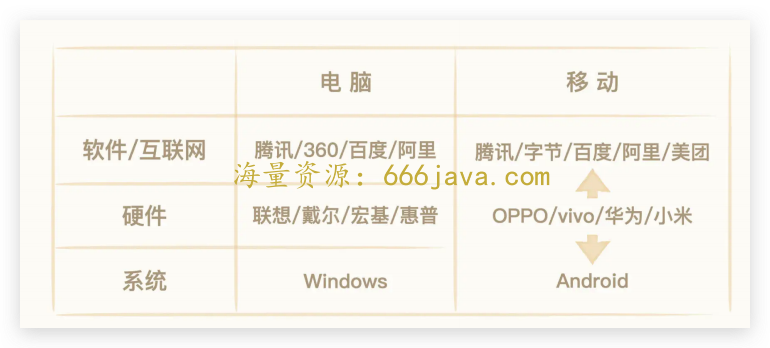 电脑 移动
软件/互联网 腾讯/360/百度/阿里 腾讯/字节/百度/阿里/美团
海量资源：666java.com
硬件 联想/戴尔/宏基/惠普 OPPO/vivo/华为/小米
系统 Windows Android